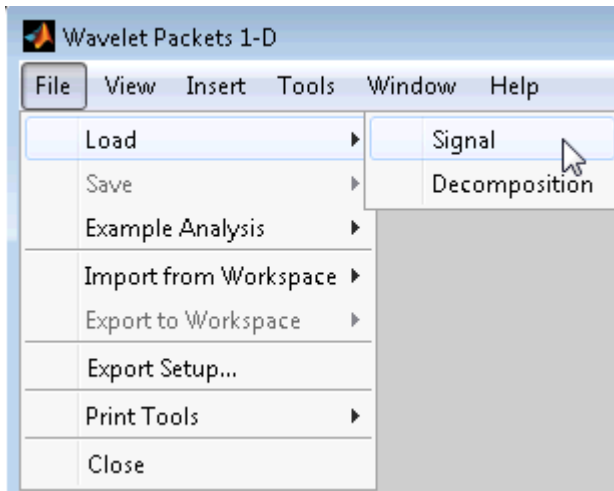 Wavelet Packets 1-D
File View Insert Tools Window Help
Load
Signal
Save
Decomposition
Example Analysis
Import from Workspace
Export to Workspace
Export Setup...
Print Tools
Close